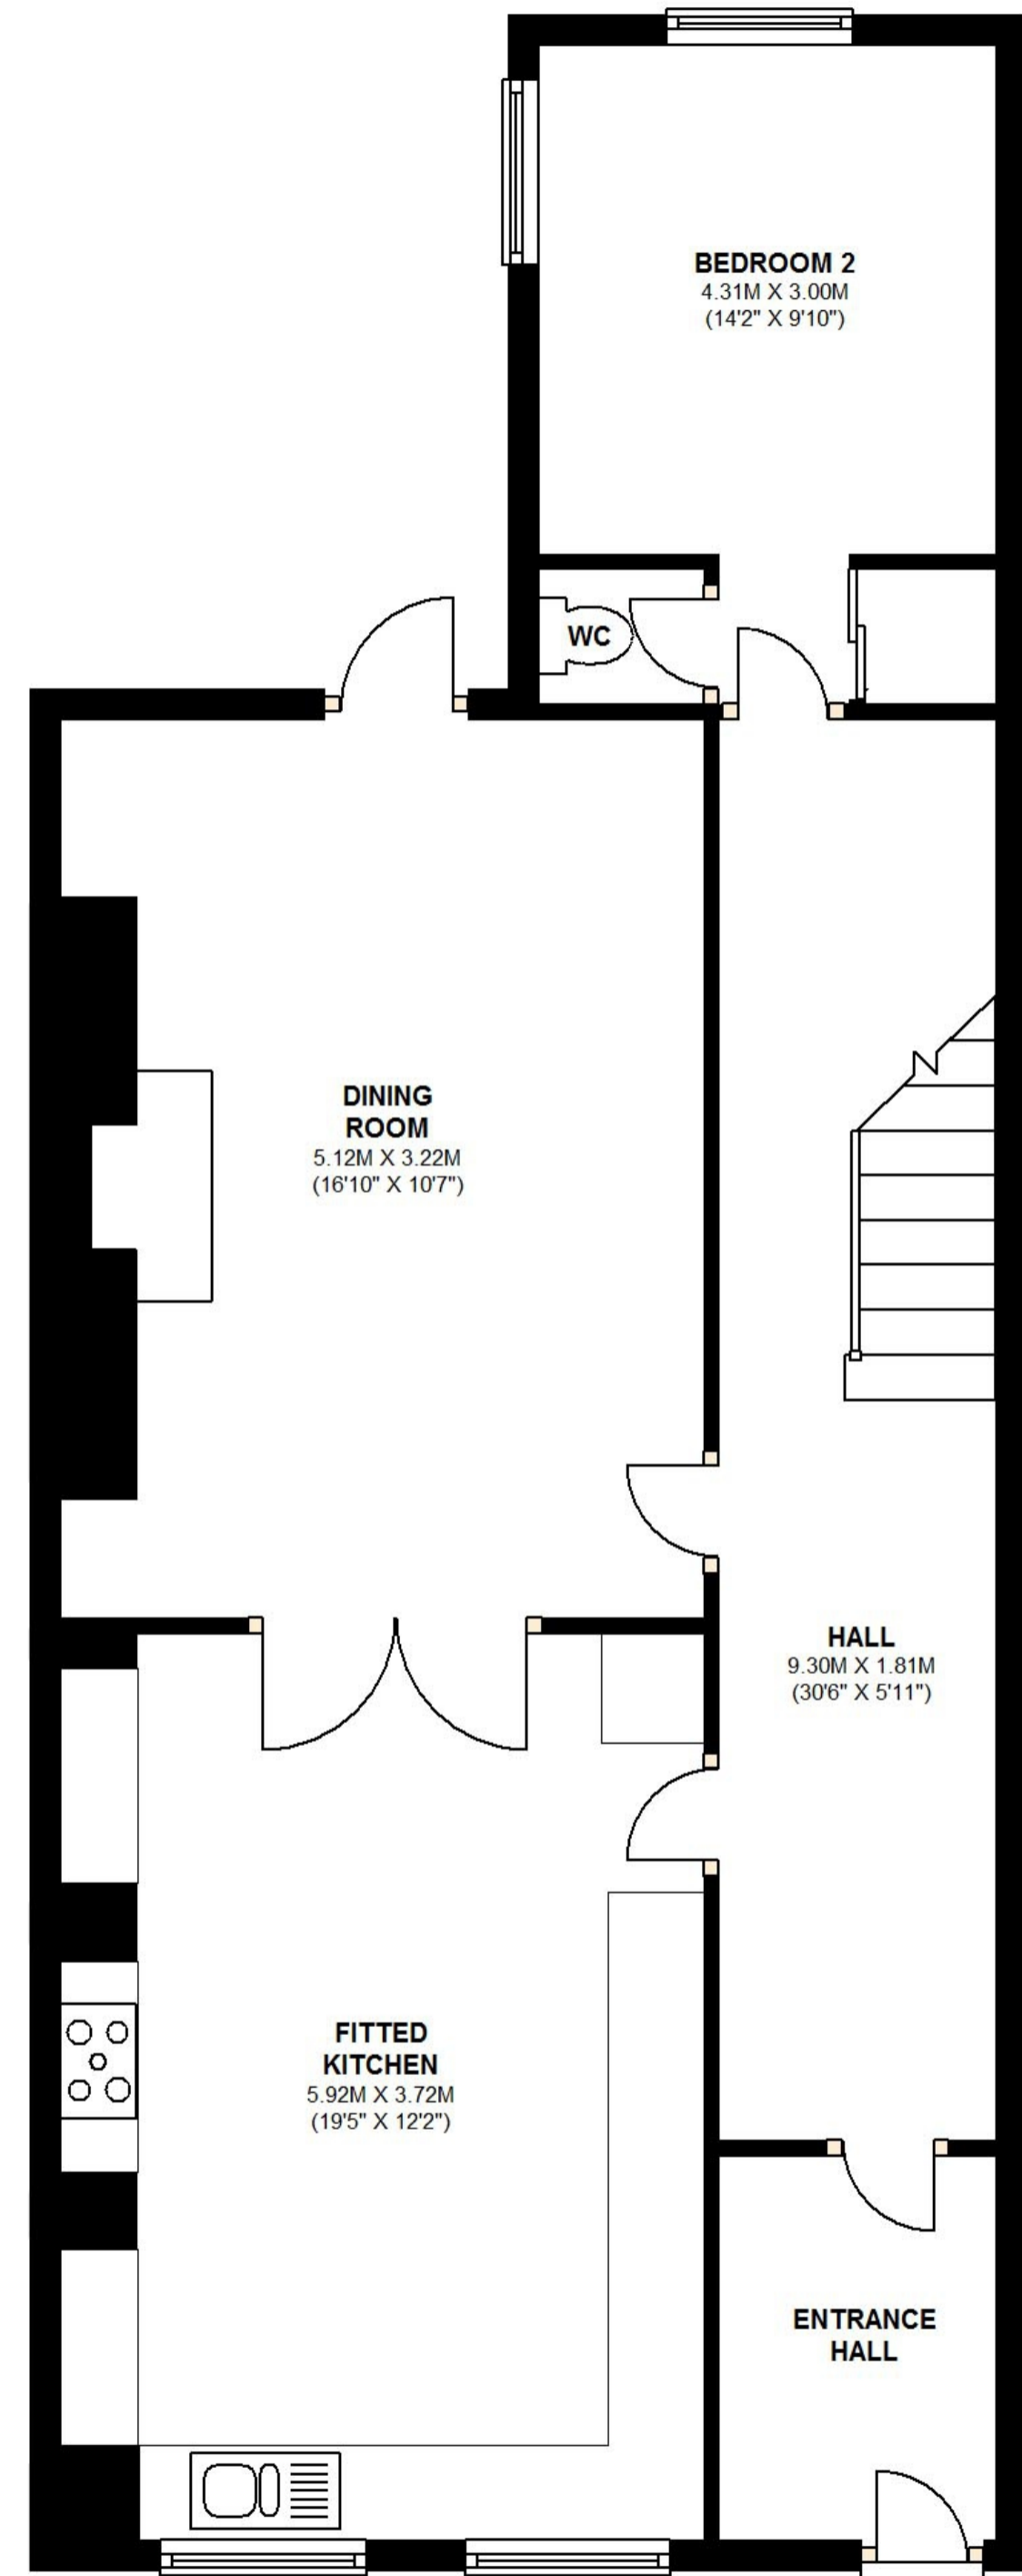 BEDROOM 2
4.31M X 3.00M
(14'2" X 9'10")
WC
DINING
ROOM
5.12M X 3.22M
(16'10" X 10'7")
HALL
9.30M X 1.81M
(30'6" X 5'11")
FITTED
KITCHEN
5.92M X 3.72M
(19'5" X 12'2")
ENTRANCE
HALL